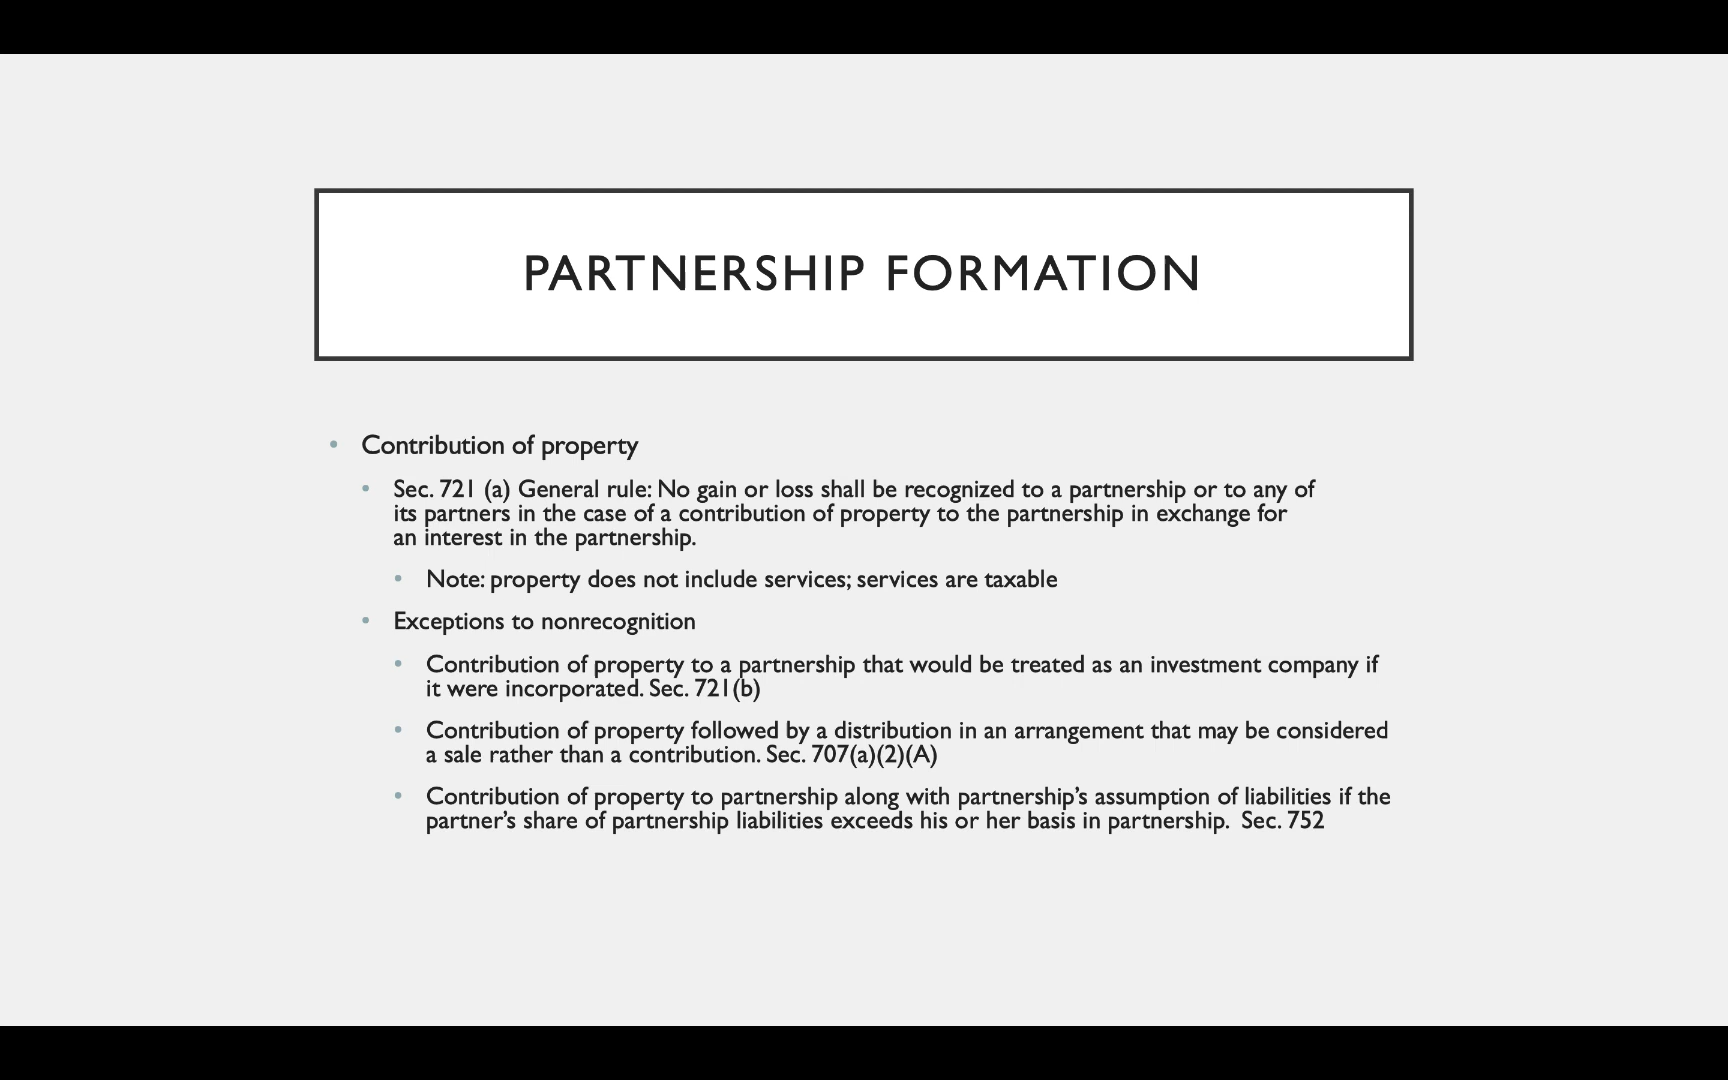 PARTNERSHIP FORMATION
• Contribution of property
• Sec. 721 (a) General rule: No gain or loss shall be recognized to a partnership or to any of
its partners in the case of a contribution of property to the partnership in exchange for
an interest in the partnership.
• Note: property does not include services; services are taxable
• Exceptions to nonrecognition
• Contribution of property to a partnership that would be treated as an investment company if
it were incorporated. Sec. 721(b)
• Contribution of property followed by a distribution in an arrangement that may be considered
a sale rather than a contribution. Sec. 707(a)(2)(A)
• Contribution of property to partnership along with partnership’s assumption of liabilities if the
partner’s share of partnership liabilities exceeds his or her basis in partnership.  Sec. 752